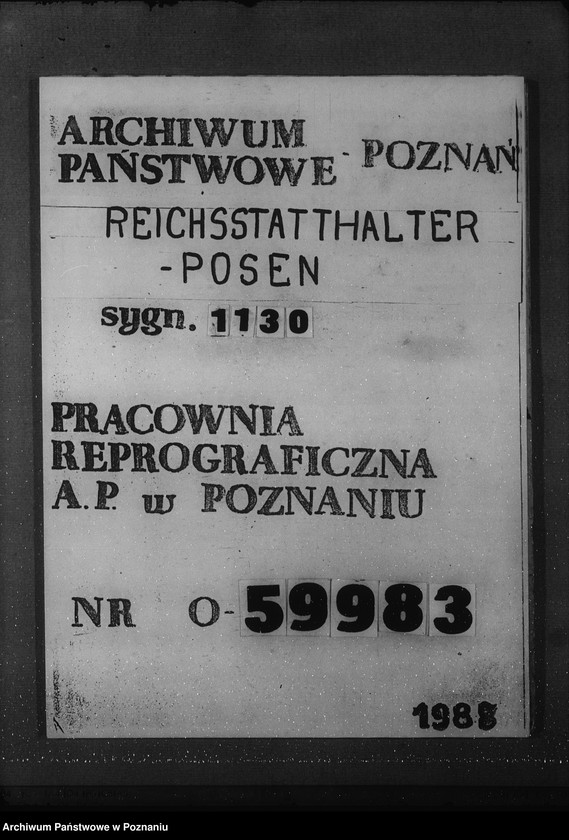 ARCHIWUM
PAŃSTWOWE - POZNAŃ
REICHSSTATTHALTER
-POSEN
sygn. 1130
PRACOWNIA
REPROGRAFICZNA
A.P. w POZNANIU
NR O-59983
1988
Archiwum Państwowe w Poznaniu